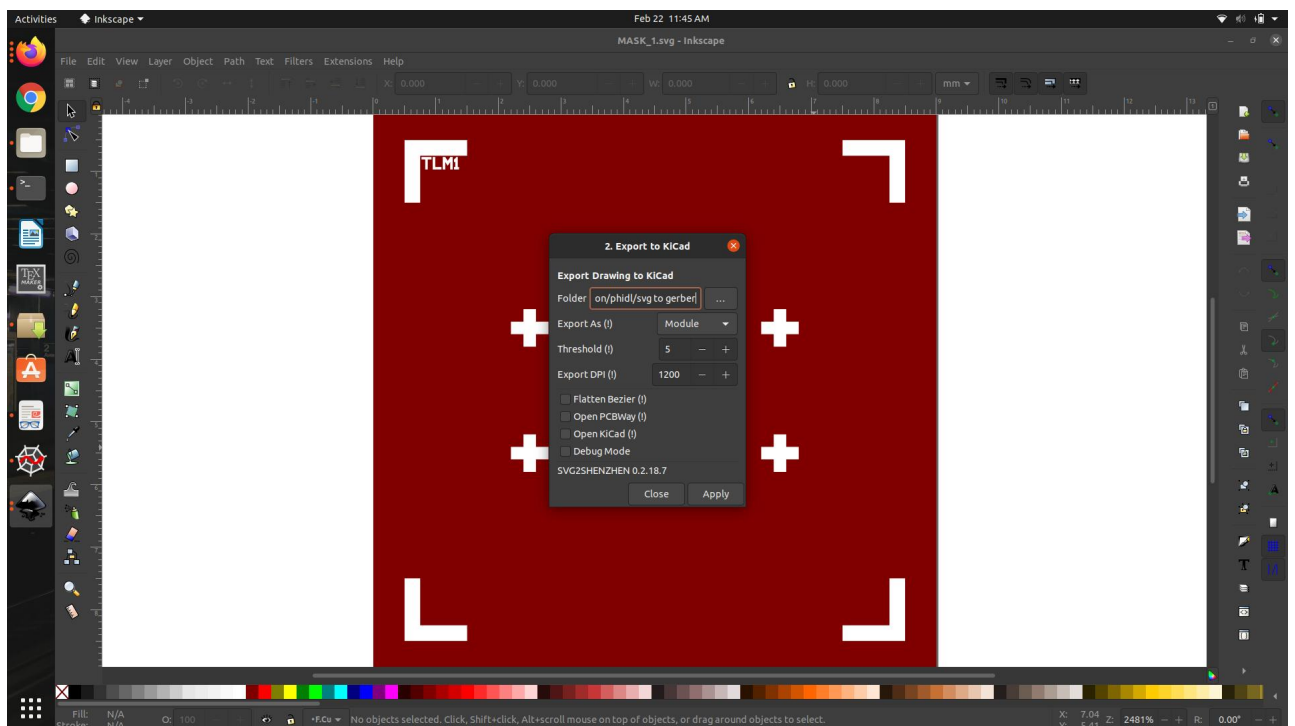 Activities
Inkscape
Feb 22 11:45 AM
MASK_1.svg - Inkscape
File Edit View Layer Object Path Text Filters Extensions Help
X: 0.000 Y: 0.000 W: 0.000 H: 0.000 mm
TLM1
2. Export to KiCad
Export Drawing to KiCad
Folder on/phidl/svg to gerber ...
Export As (!) Module
Threshold (!) 5 − +
Export DPI (!) 1200 − +
Flatten Bezier (!)
Open PCBWay (!)
Open KiCad (!)
Debug Mode
SVG2SHENZHEN 0.2.18.7
Close Apply
TEX
MAKER
Fill: N/A
Stroke: N/A
O: 100
•F.Cu
No objects selected. Click, Shift+click, Alt+scroll mouse on top of objects, or drag around objects to select.
X: 7.04
Y: 5.41
Z: 2481% − +
R: 0.00° − +